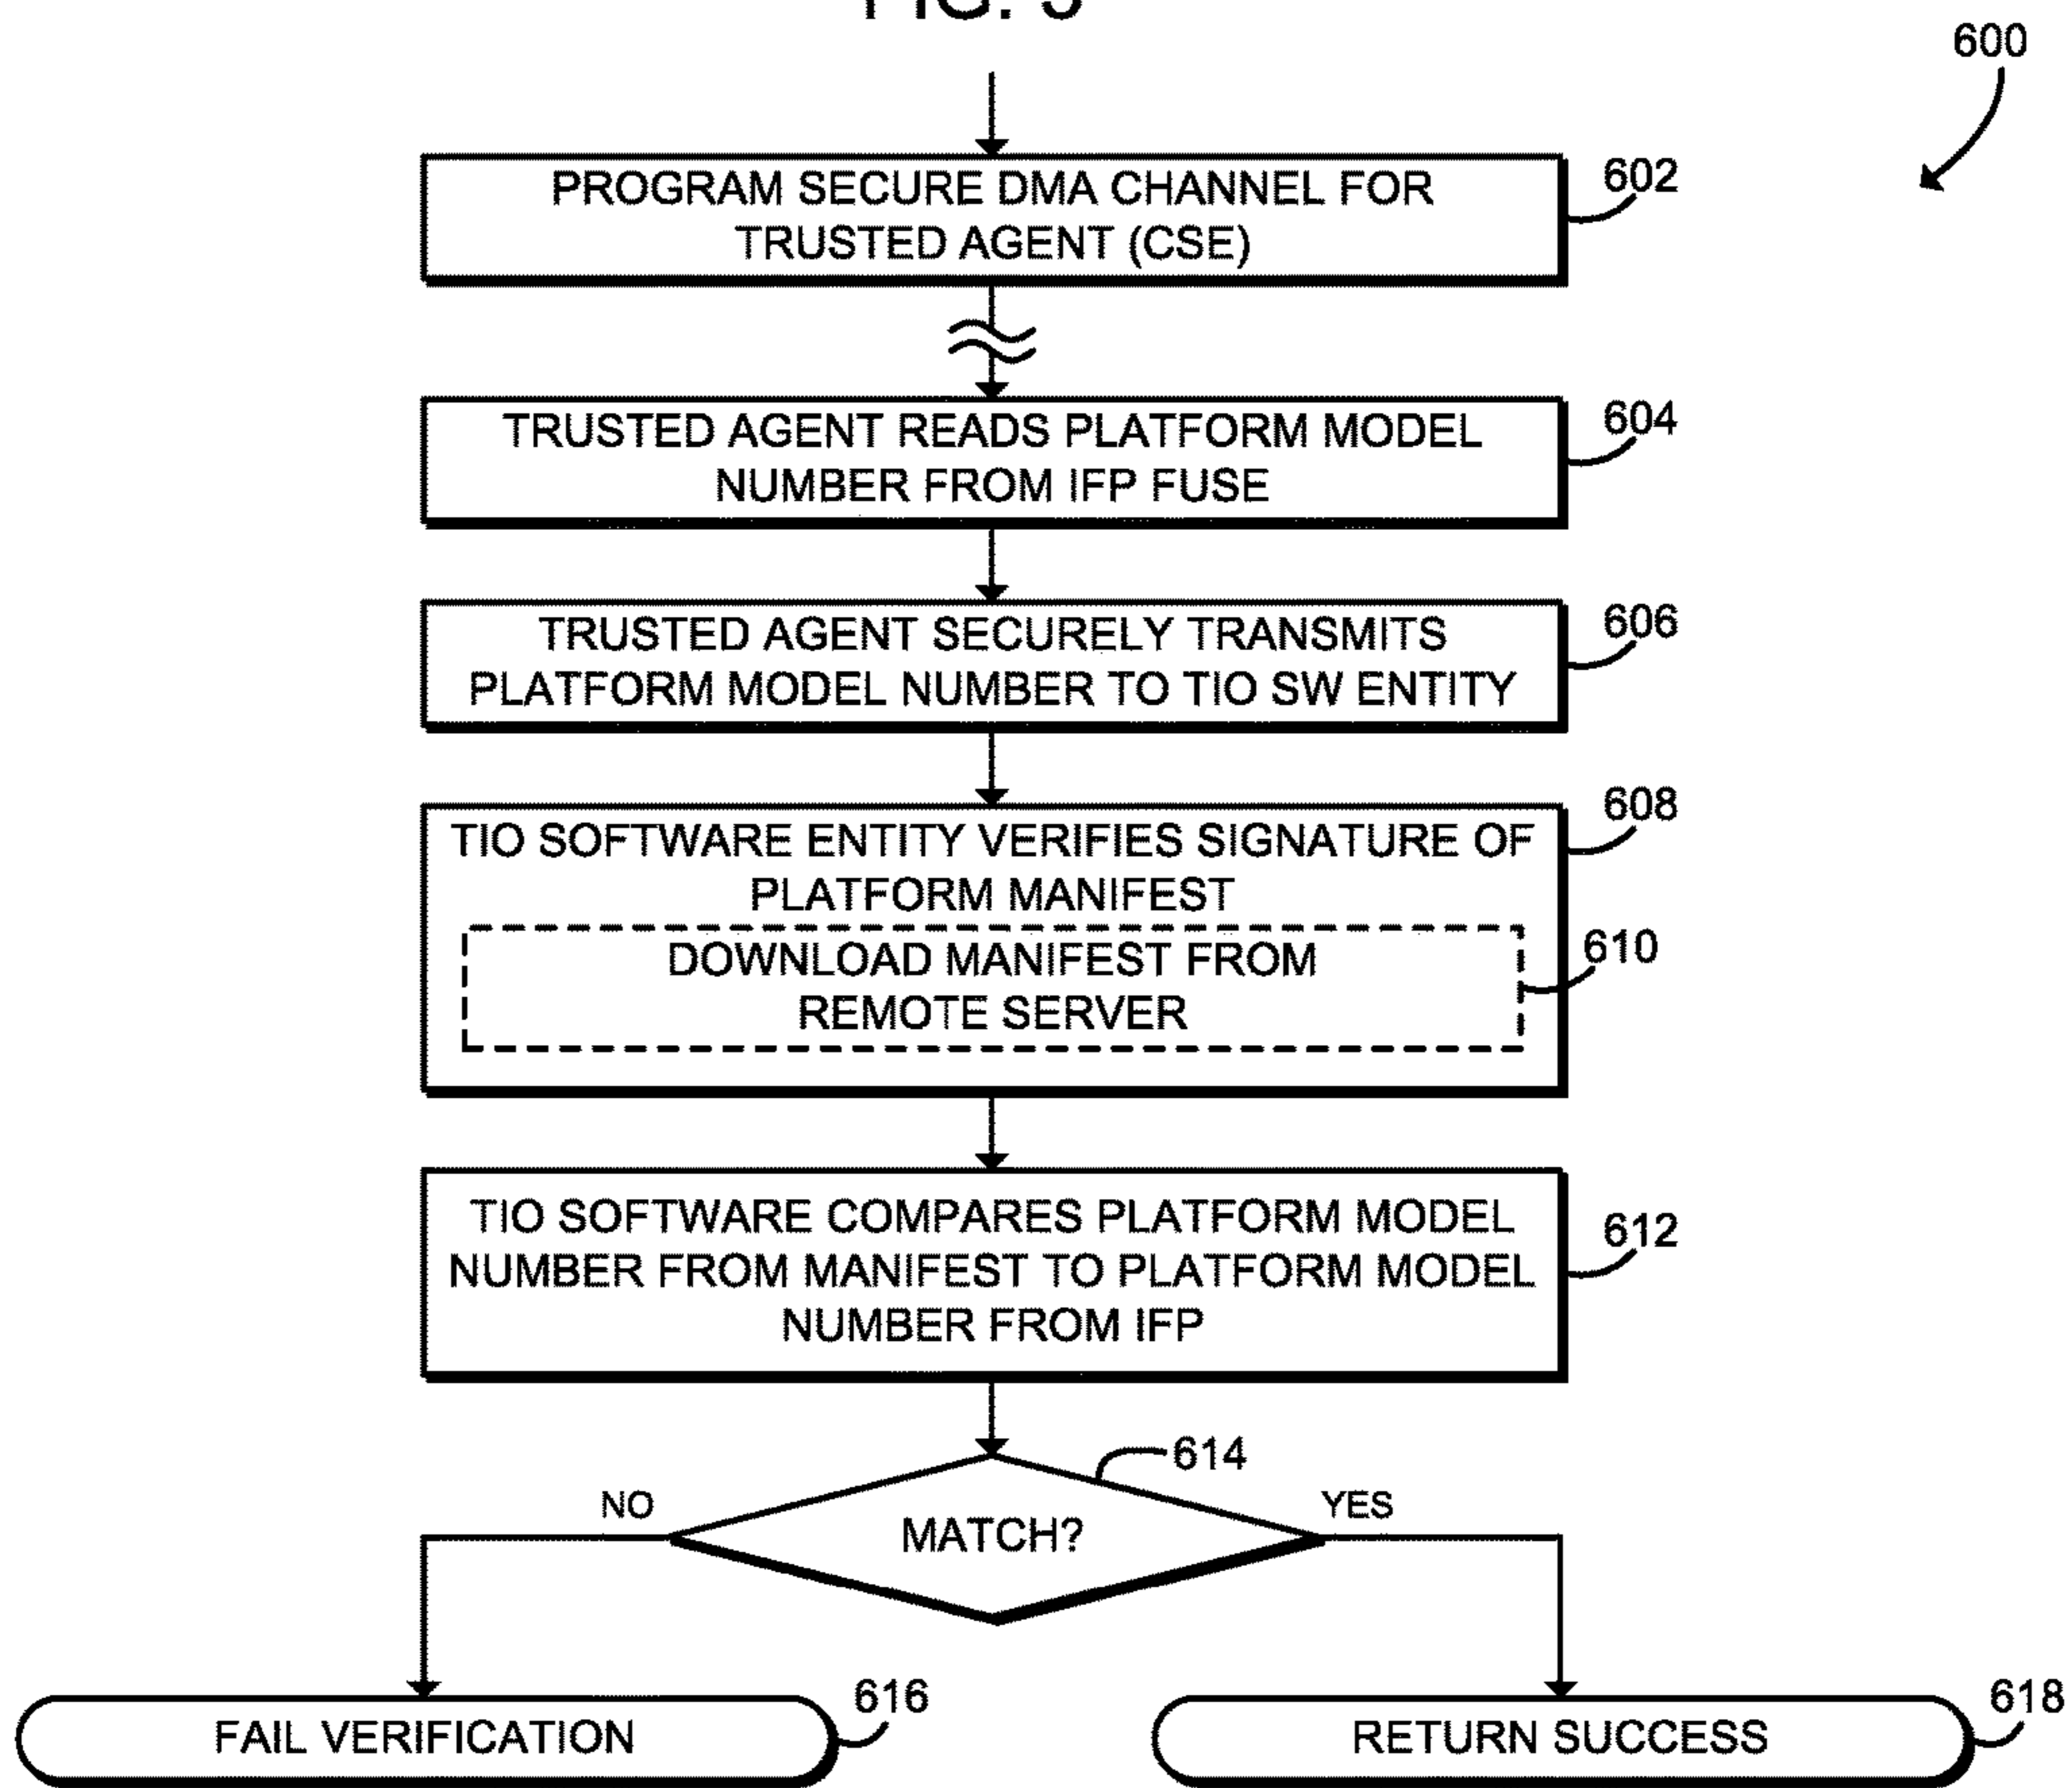 600
PROGRAM SECURE DMA CHANNEL FOR
TRUSTED AGENT (CSE)
602
TRUSTED AGENT READS PLATFORM MODEL
NUMBER FROM IFP FUSE
604
TRUSTED AGENT SECURELY TRANSMITS
PLATFORM MODEL NUMBER TO TIO SW ENTITY
606
TIO SOFTWARE ENTITY VERIFIES SIGNATURE OF
PLATFORM MANIFEST
608
DOWNLOAD MANIFEST FROM
REMOTE SERVER
610
TIO SOFTWARE COMPARES PLATFORM MODEL
NUMBER FROM MANIFEST TO PLATFORM MODEL
NUMBER FROM IFP
612
614
NO
MATCH?
YES
FAIL VERIFICATION
616
RETURN SUCCESS
618